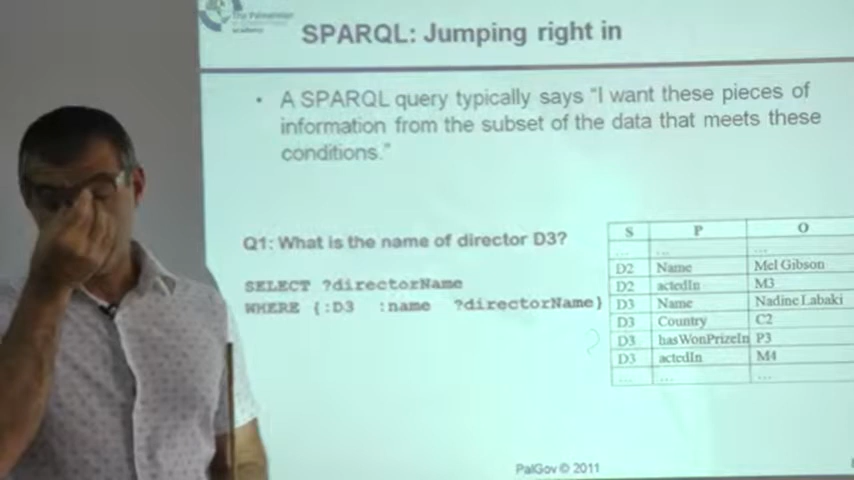 The Palestinian
academy
SPARQL: Jumping right in
• A SPARQL query typically says “I want these pieces of
information from the subset of the data that meets these
conditions.”
Q1: What is the name of director D3?
SELECT ?directorName
WHERE {:D3 :name ?directorName}
S P O
... ... ...
D2 Name Mel Gibson
D2 actedIn M3
D3 Name Nadine Labaki
D3 Country C2
D3 hasWonPrizeIn P3
D3 actedIn M4
... ... ...
PalGov © 2011